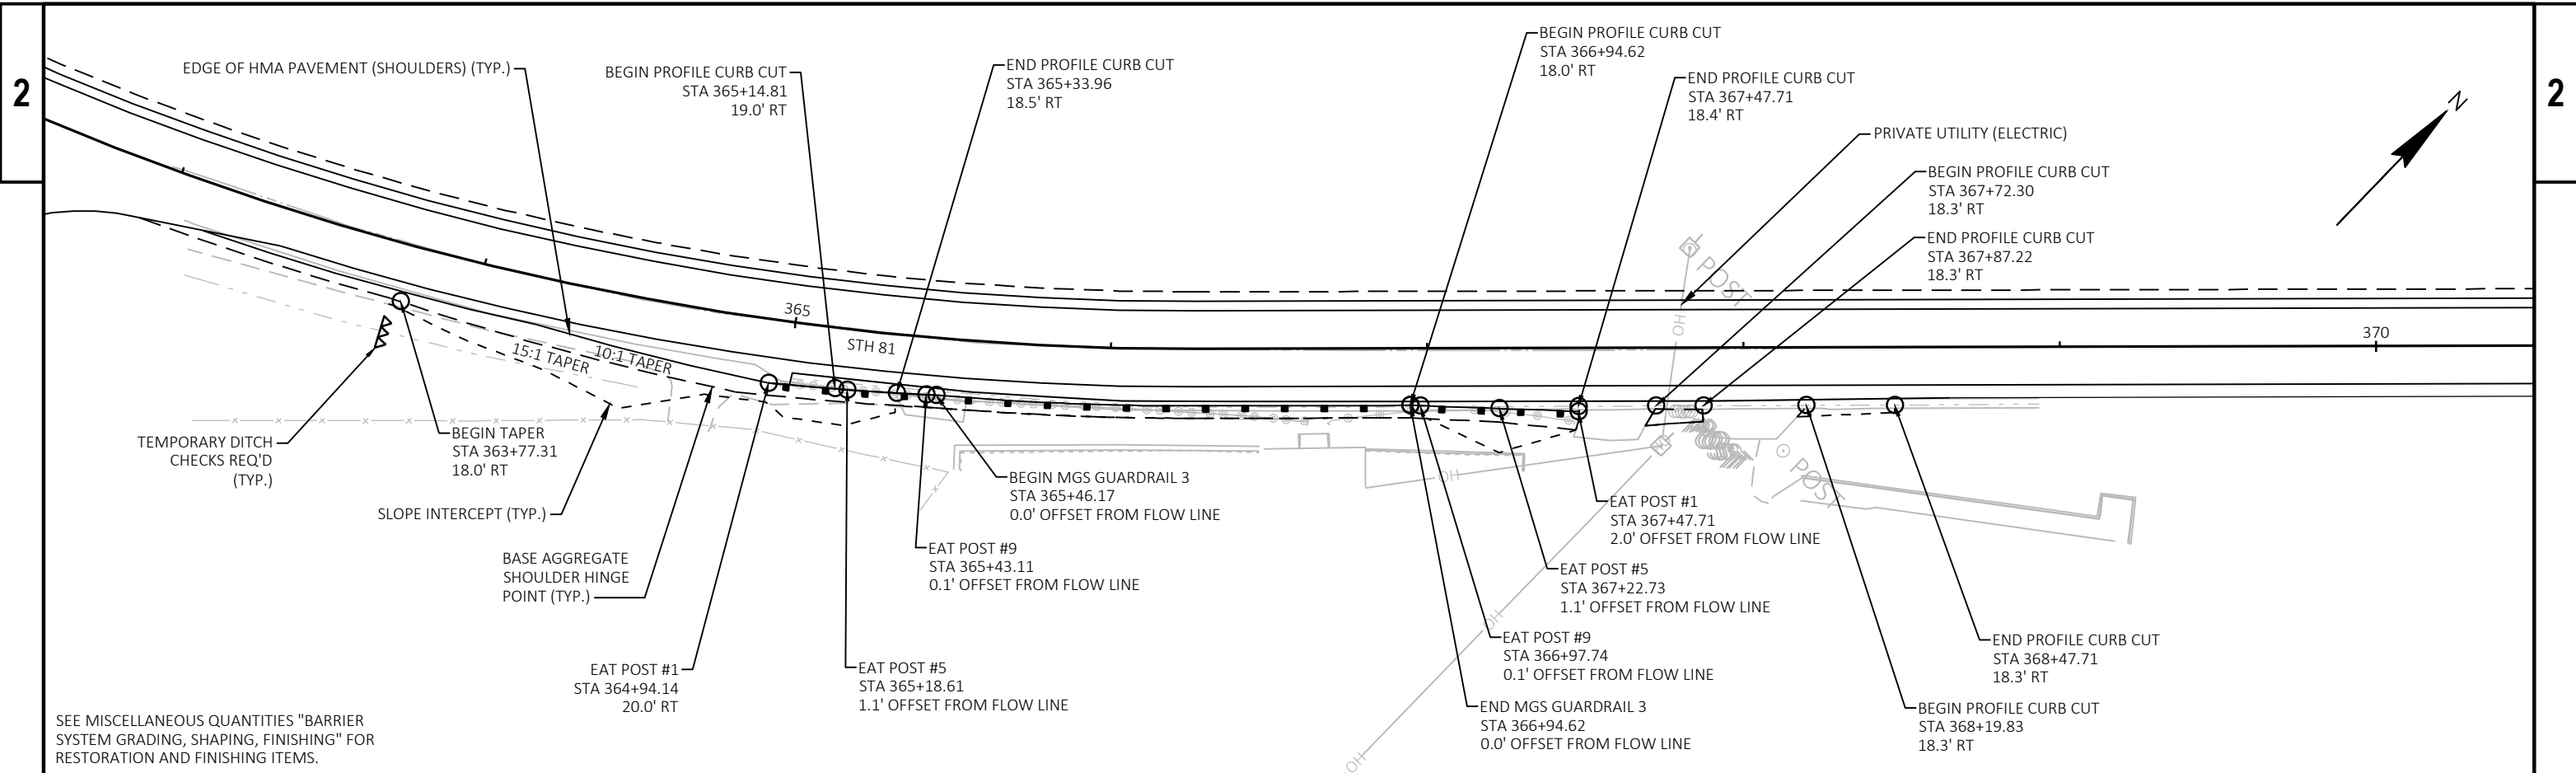 2
2
EDGE OF HMA PAVEMENT (SHOULDERS) (TYP.)
BEGIN PROFILE CURB CUT
STA 365+14.81
19.0' RT
END PROFILE CURB CUT
STA 365+33.96
18.5' RT
BEGIN PROFILE CURB CUT
STA 366+94.62
18.0' RT
END PROFILE CURB CUT
STA 367+47.71
18.4' RT
PRIVATE UTILITY (ELECTRIC)
BEGIN PROFILE CURB CUT
STA 367+72.30
18.3' RT
END PROFILE CURB CUT
STA 367+87.22
18.3' RT
N
POST
OH
365
STH 81
370
15:1 TAPER
10:1 TAPER
TEMPORARY DITCH
CHECKS REQ'D
(TYP.)
BEGIN TAPER
STA 363+77.31
18.0' RT
SLOPE INTERCEPT (TYP.)
BASE AGGREGATE
SHOULDER HINGE
POINT (TYP.)
EAT POST #1
STA 364+94.14
20.0' RT
BEGIN MGS GUARDRAIL 3
STA 365+46.17
0.0' OFFSET FROM FLOW LINE
EAT POST #9
STA 365+43.11
0.1' OFFSET FROM FLOW LINE
EAT POST #5
STA 365+18.61
1.1' OFFSET FROM FLOW LINE
OH
POST
EAT POST #1
STA 367+47.71
2.0' OFFSET FROM FLOW LINE
EAT POST #5
STA 367+22.73
1.1' OFFSET FROM FLOW LINE
OH
EAT POST #9
STA 366+97.74
0.1' OFFSET FROM FLOW LINE
END MGS GUARDRAIL 3
STA 366+94.62
0.0' OFFSET FROM FLOW LINE
OH
END PROFILE CURB CUT
STA 368+47.71
18.3' RT
BEGIN PROFILE CURB CUT
STA 368+19.83
18.3' RT
SEE MISCELLANEOUS QUANTITIES "BARRIER
SYSTEM GRADING, SHAPING, FINISHING" FOR
RESTORATION AND FINISHING ITEMS.